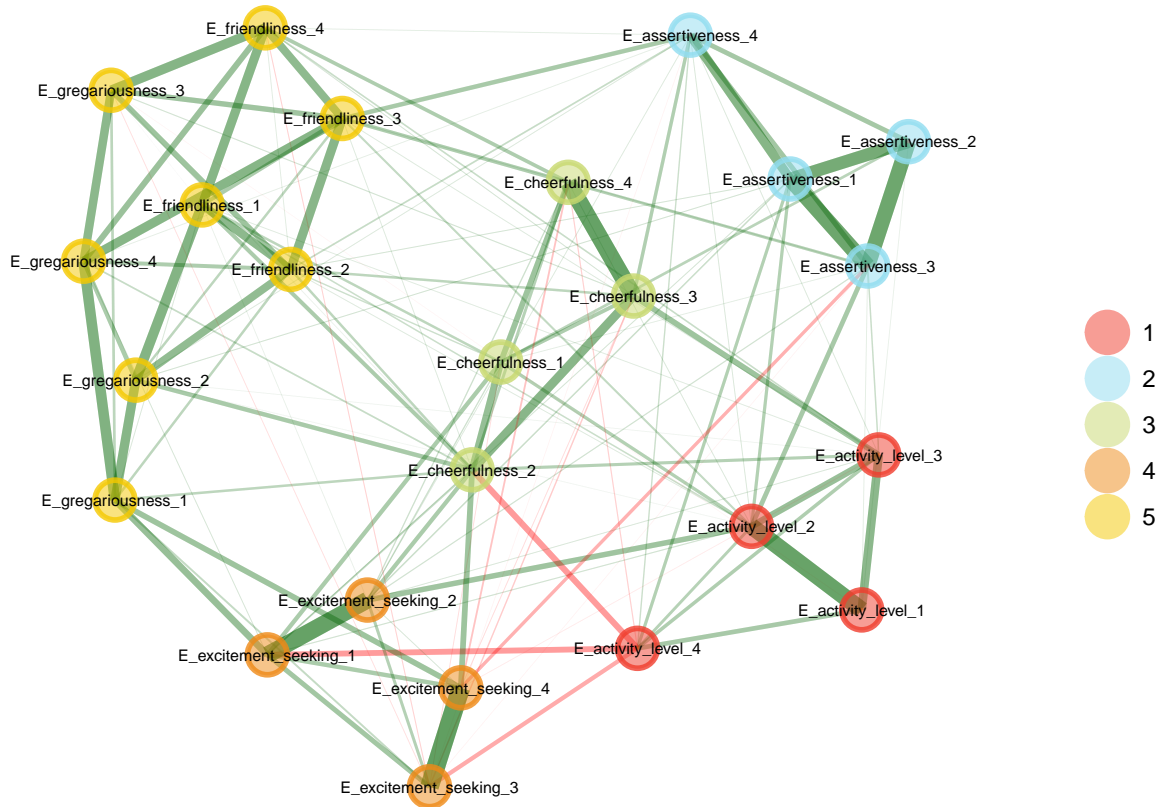 E_friendliness_4
E_assertiveness_4
E_gregariousness_3
E_friendliness_3
E_assertiveness_2
E_assertiveness_1
E_cheerfulness_4
E_friendliness_1
E_gregariousness_4
E_friendliness_2
E_assertiveness_3
E_cheerfulness_3
1
E_cheerfulness_1
E_gregariousness_2
2
3
E_activity_level_3
E_cheerfulness_2
4
E_gregariousness_1
5
E_activity_level_2
E_excitement_seeking_2
E_activity_level_1
E_activity_level_4
E_excitement_seeking_1
E_excitement_seeking_4
E_excitement_seeking_3